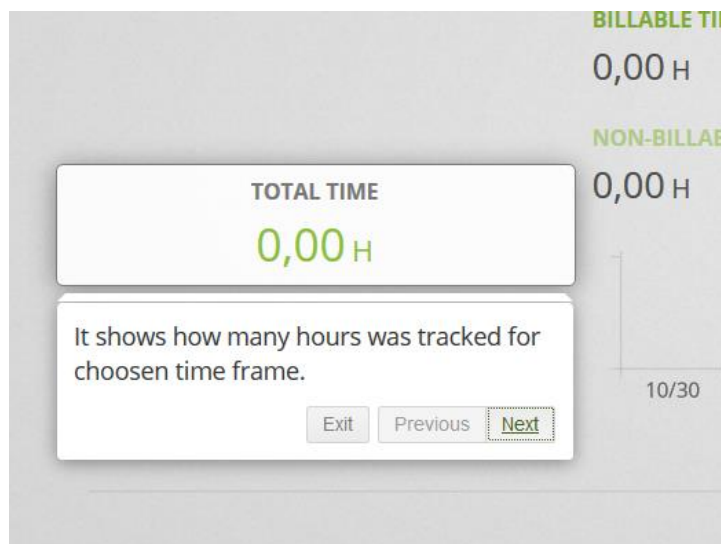 BILLABLE
0,00 H
NON-BILLAB
0,00 H
TOTAL TIME
0,00 H
It shows how many hours was tracked for
choosen time frame.
Exit Previous Next
10/30